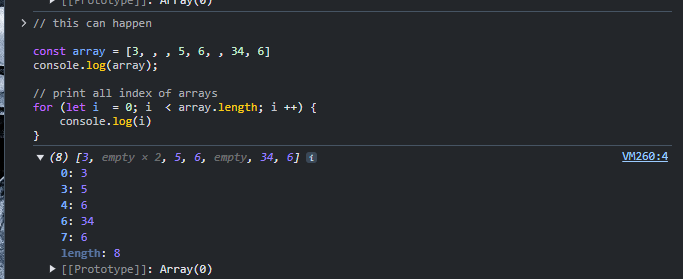 [[Prototype]]: Array(0)
// this can happen
const array = [3, , , 5, 6, , 34, 6]
console.log(array);
// print all index of arrays
for (let i  = 0; i  < array.length; i ++) {
    console.log(i)
}
(8) [3, empty × 2, 5, 6, empty, 34, 6] i
VM260:4
0: 3
3: 5
4: 6
6: 34
7: 6
length: 8
[[Prototype]]: Array(0)